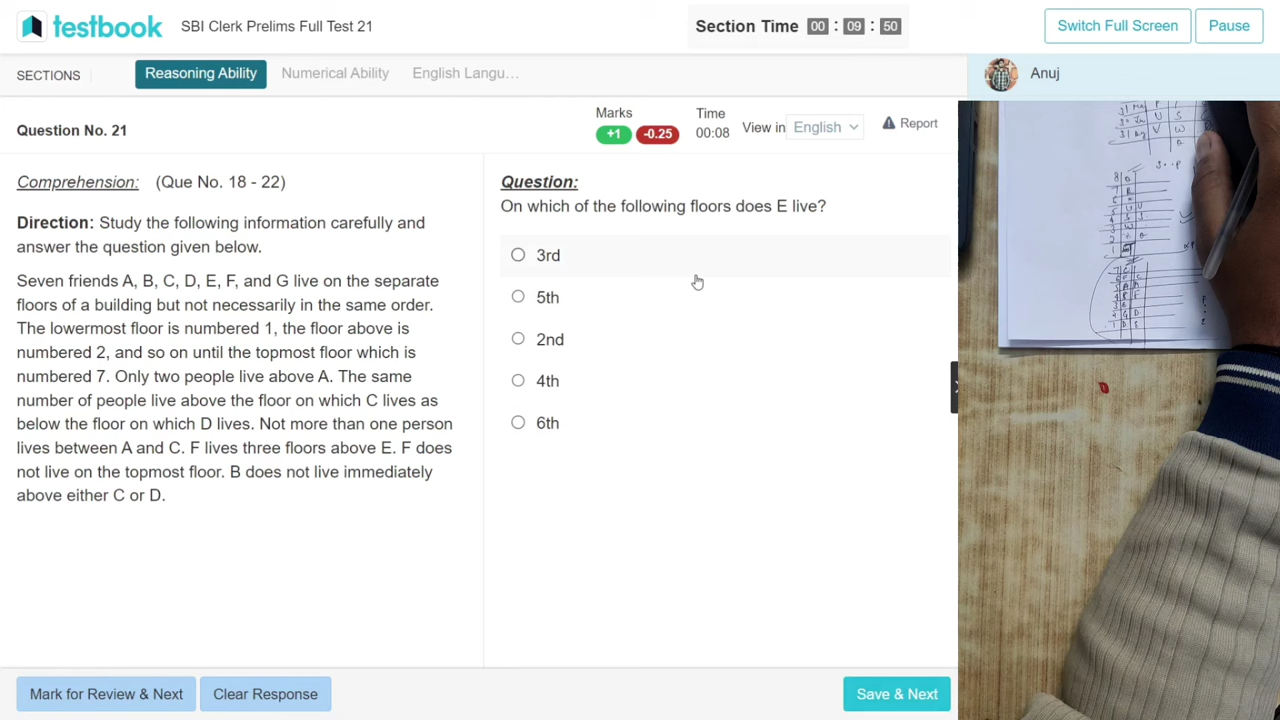 testbook
SBI Clerk Prelims Full Test 21
Section Time 00 : 09 : 50
Switch Full Screen
Pause
SECTIONS
Reasoning Ability
Numerical Ability
English Langu...
Anuj
Question No. 21
Marks
+1 -0.25
Time
00:08
View in English
Report
Comprehension: (Que No. 18 - 22)
Direction: Study the following information carefully and
answer the question given below.
Seven friends A, B, C, D, E, F, and G live on the separate
floors of a building but not necessarily in the same order.
The lowermost floor is numbered 1, the floor above is
numbered 2, and so on until the topmost floor which is
numbered 7. Only two people live above A. The same
number of people live above the floor on which C lives as
below the floor on which D lives. Not more than one person
lives between A and C. F lives three floors above E. F does
not live on the topmost floor. B does not live immediately
above either C or D.
Question:
On which of the following floors does E live?
3rd
5th
2nd
4th
6th
Mark for Review & Next
Clear Response
Save & Next